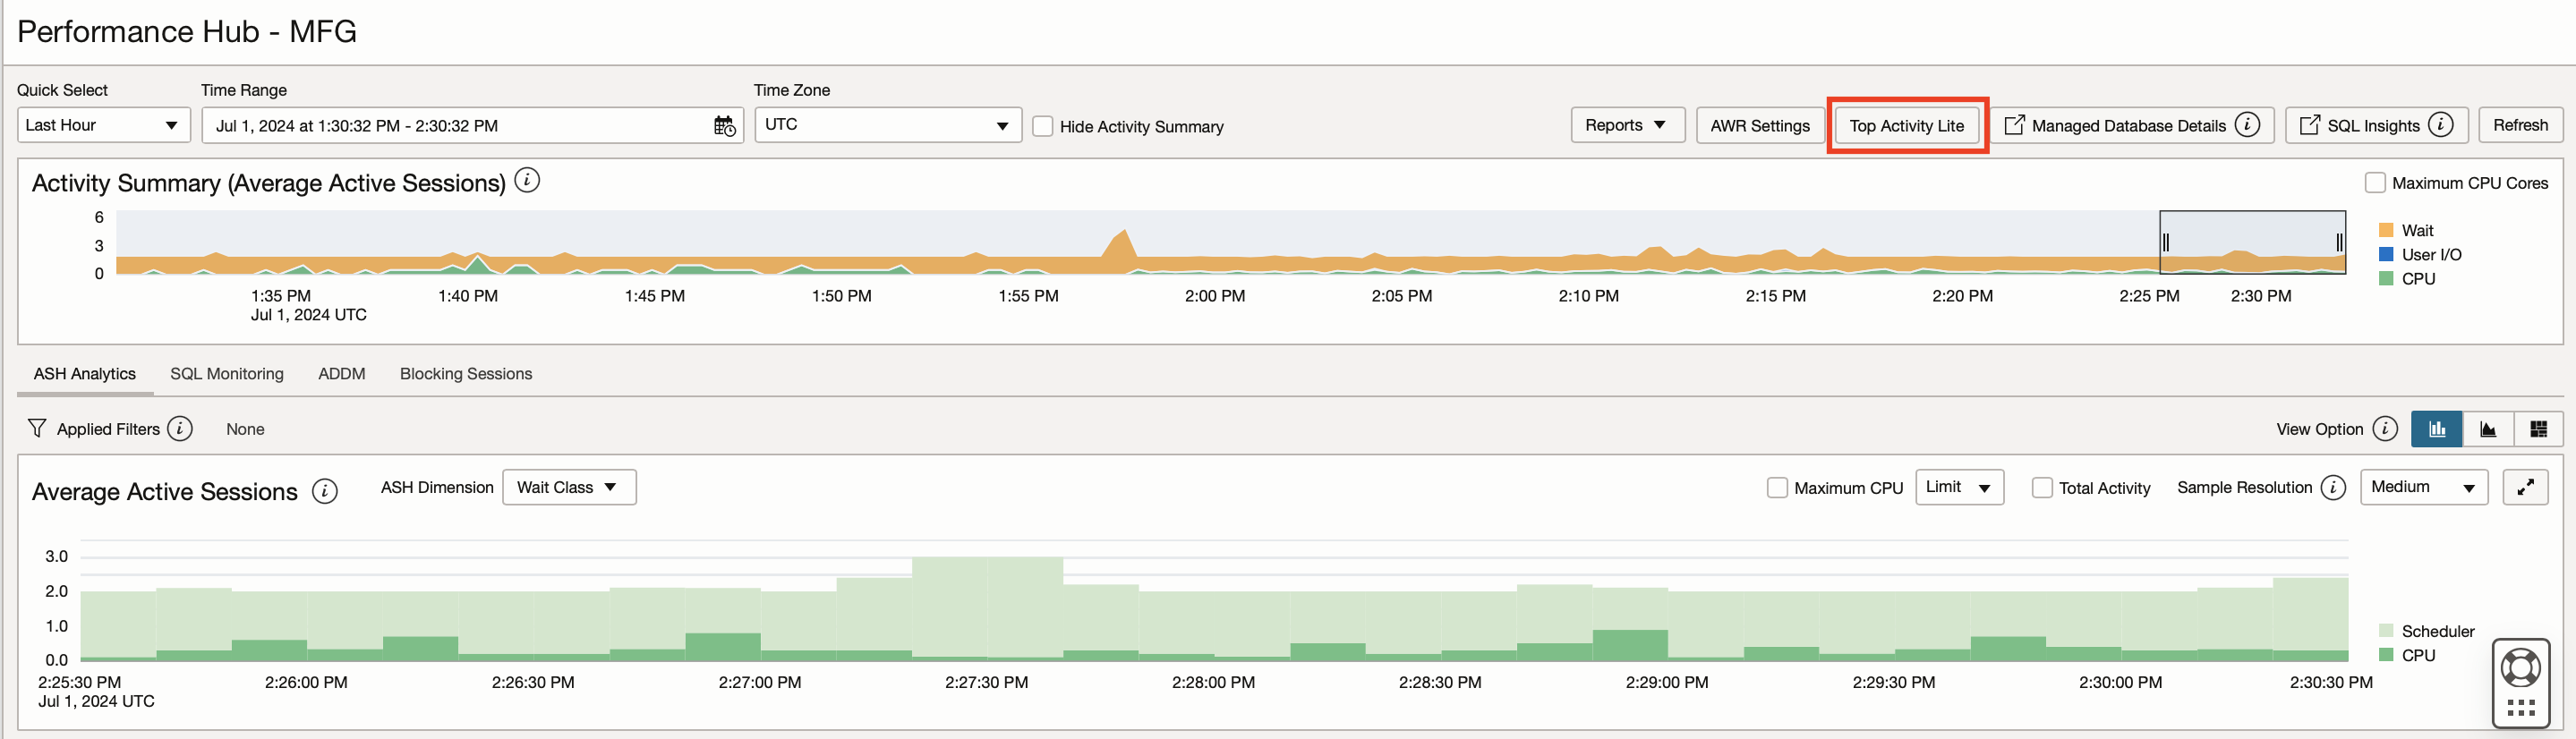 Performance Hub - MFG
Quick Select
Time Range
Time Zone
Last Hour
Jul 1, 2024 at 1:30:32 PM - 2:30:32 PM
UTC
Hide Activity Summary
Reports
AWR Settings
Top Activity Lite
Managed Database Details
SQL Insights
Refresh
Activity Summary (Average Active Sessions)
Maximum CPU Cores
6
3
0
Wait
User I/O
CPU
1:35 PM
1:40 PM
1:45 PM
1:50 PM
1:55 PM
2:00 PM
2:05 PM
2:10 PM
2:15 PM
2:20 PM
2:25 PM
2:30 PM
Jul 1, 2024 UTC
ASH Analytics
SQL Monitoring
ADDM
Blocking Sessions
Applied Filters
None
View Option
Average Active Sessions
ASH Dimension
Wait Class
Maximum CPU
Limit
Total Activity
Sample Resolution
Medium
3.0
2.0
1.0
0.0
Scheduler
CPU
2:25:30 PM
2:26:00 PM
2:26:30 PM
2:27:00 PM
2:27:30 PM
2:28:00 PM
2:28:30 PM
2:29:00 PM
2:29:30 PM
2:30:00 PM
2:30:30 PM
Jul 1, 2024 UTC